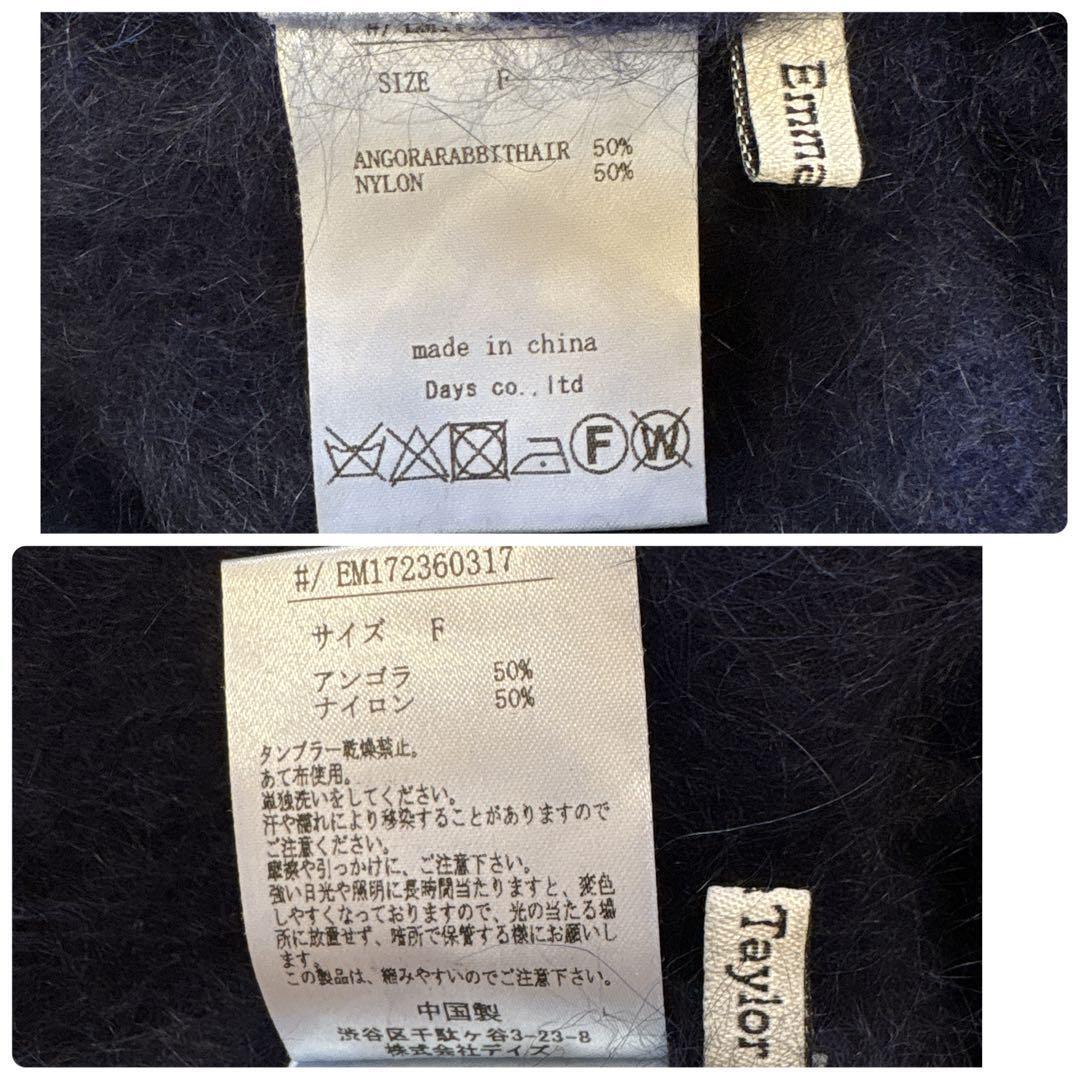 SIZE F
ANGORARABBITHAIR 50%
NYLON 50%
made in china
Days co.,ltd
F W
Emma
#/ EM172360317
サイズ F
アンゴラ 50%
ナイロン 50%
タンブラー乾燥禁止。
あて布使用。
単独洗いをしてください。
汗や濡れにより移染することがありますので
ご注意ください。
摩擦や引っかけに、ご注意下さい。
強い日光や照明に長時間当たりますと、変色
しやすくなっておりますので、光の当たる場
所に放置せず、暗所で保管する様にお願いし
ます。
この製品は、縮みやすいのでご注意下さい。
中国製
渋谷区千駄ヶ谷3-23-8
株式会社デイズ
Taylor